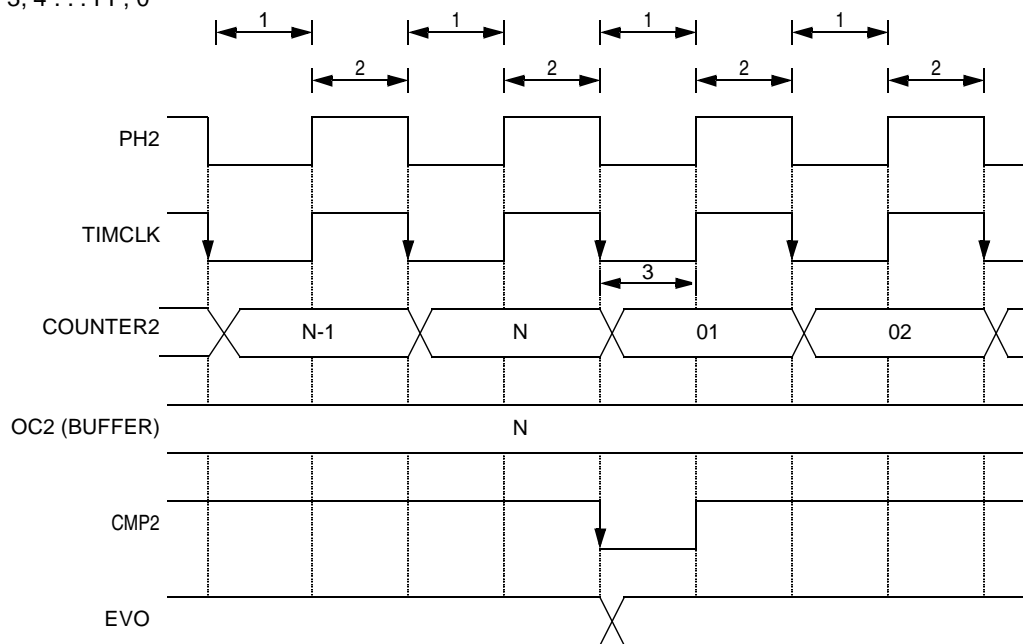 3, 4 . . . FF, 0
1 1 1 1
2 2 2 2
PH2
TIMCLK
3
COUNTER2 N-1 N 01 02
OC2 (BUFFER) N
CMP2
EVO